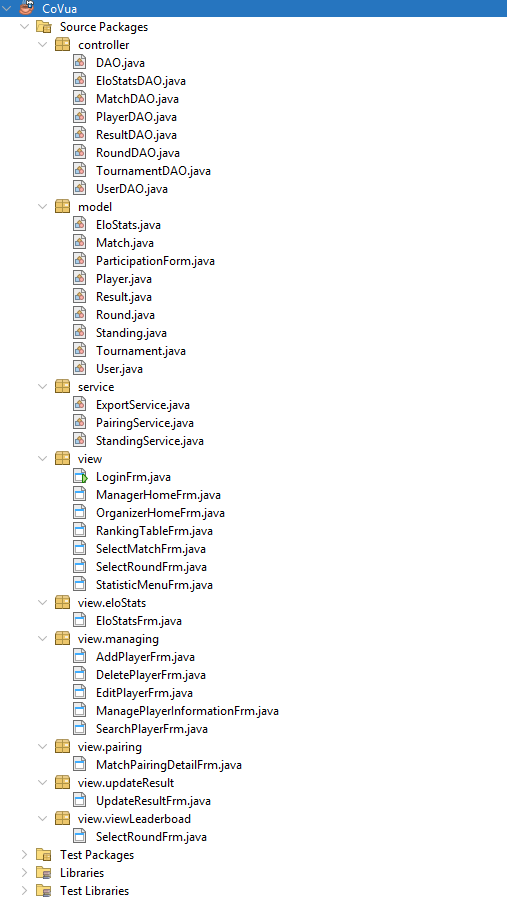 CoVua
Source Packages
controller
DAO.java
EloStatsDAO.java
MatchDAO.java
PlayerDAO.java
ResultDAO.java
RoundDAO.java
TournamentDAO.java
UserDAO.java
model
EloStats.java
Match.java
ParticipationForm.java
Player.java
Result.java
Round.java
Standing.java
Tournament.java
User.java
service
ExportService.java
PairingService.java
StandingService.java
view
LoginFrm.java
ManagerHomeFrm.java
OrganizerHomeFrm.java
RankingTableFrm.java
SelectMatchFrm.java
SelectRoundFrm.java
StatisticMenuFrm.java
view.eloStats
EloStatsFrm.java
view.managing
AddPlayerFrm.java
DeletePlayerFrm.java
EditPlayerFrm.java
ManagePlayerInformationFrm.java
SearchPlayerFrm.java
view.pairing
MatchPairingDetailFrm.java
view.updateResult
UpdateResultFrm.java
view.viewLeaderboad
SelectRoundFrm.java
Test Packages
Libraries
Test Libraries